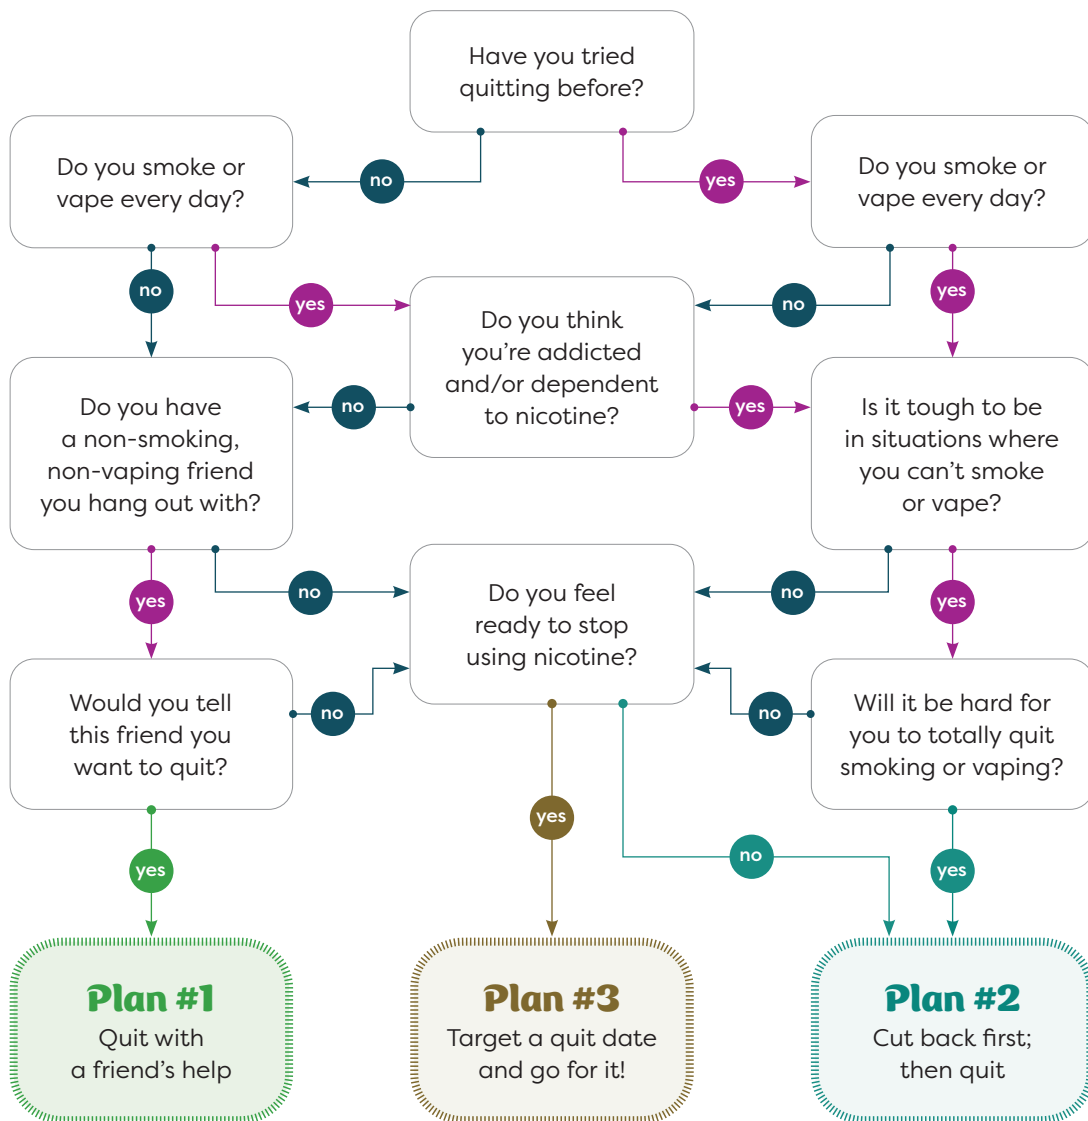 Have you tried
quitting before?
no
yes
Do you smoke or
vape every day?
Do you smoke or
vape every day?
no
yes
no
yes
Do you think
you're addicted
and/or dependent
to nicotine?
no
yes
Do you have
a non-smoking,
non-vaping friend
you hang out with?
Is it tough to be
in situations where
you can't smoke
or vape?
yes
no
no
yes
Do you feel
ready to stop
using nicotine?
Would you tell
this friend you
want to quit?
no
no
Will it be hard for
you to totally quit
smoking or vaping?
yes
yes
no
yes
Plan #1
Quit with
a friend's help
Plan #3
Target a quit date
and go for it!
Plan #2
Cut back first;
then quit